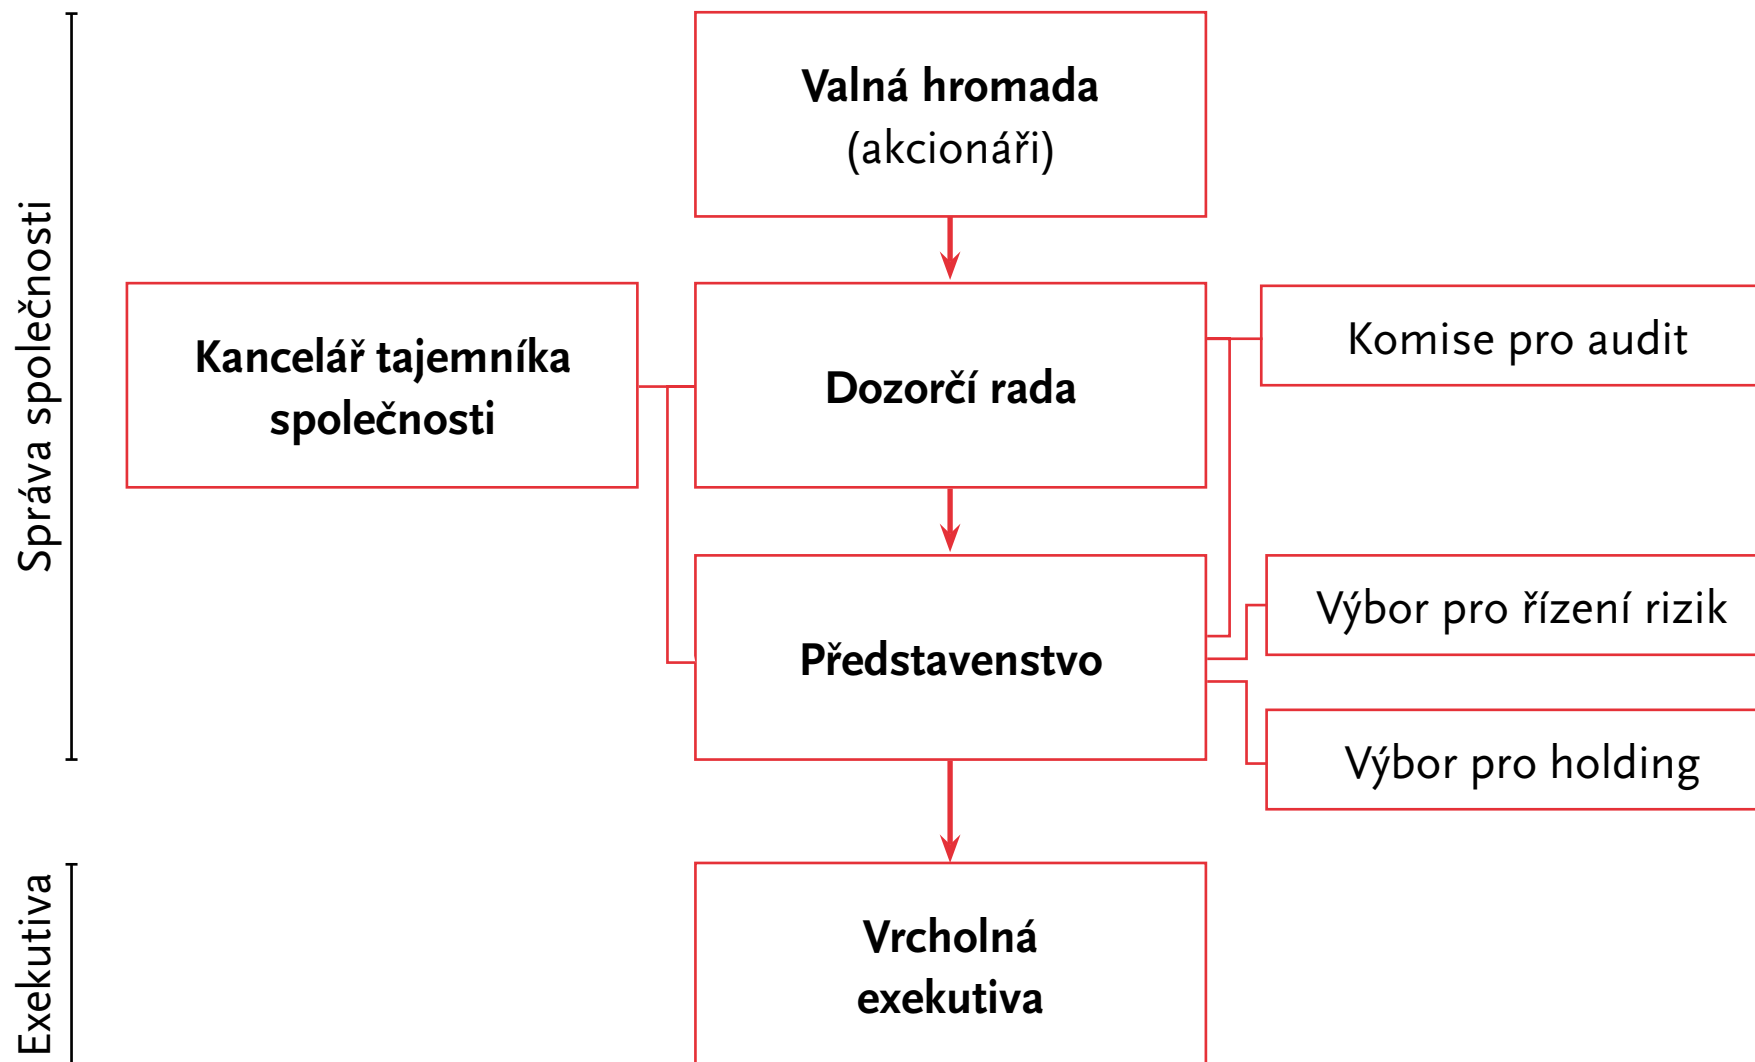 Správa společnosti
Valná hromada
(akcionáři)
Kancelář tajemníka
společnosti
Dozorčí rada
Komise pro audit
Představenstvo
Výbor pro řízení rizik
Výbor pro holding
Exekutiva
Vrcholná
exekutiva